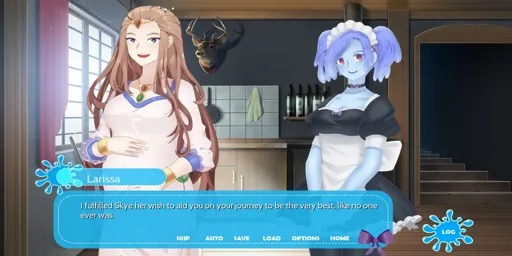 Larissa
I fulfilled Skye her wish to aid you on your journey to be the very best, like no one
ever was.
SKIP AUTO SAVE LOAD OPTIONS HOME
LOG